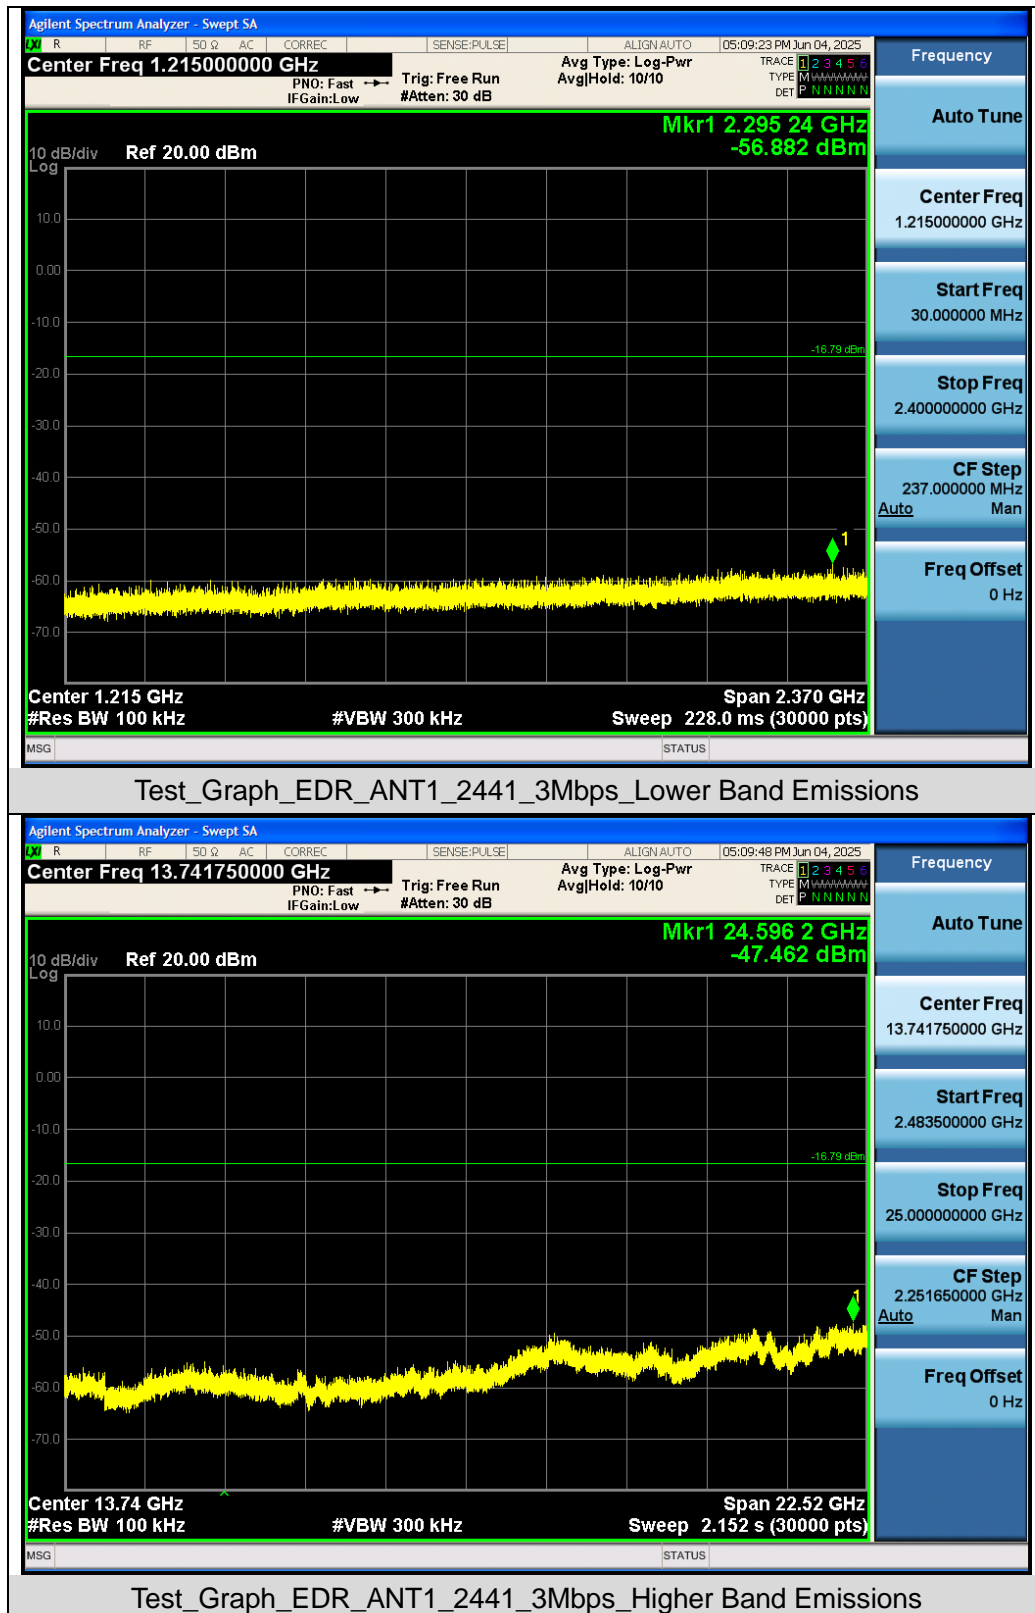 Agilent Spectrum Analyzer - Swept SA
LXI R RF 50 Ω AC CORREC SENSE:PULSE ALIGN AUTO 05:09:23 PM Jun 04, 2025
Center Freq 1.215000000 GHz
PNO: Fast
IFGain:Low
Trig: Free Run
#Atten: 30 dB
Avg Type: Log-Pwr
Avg|Hold: 10/10
TRACE 1 2 3 4 5 6
TYPE M WWWWW
DET P N N N N N
Mkr1 2.295 24 GHz
-56.882 dBm
10 dB/div Ref 20.00 dBm
Log
10.0
0.00
-10.0
-16.79 dBm
-20.0
-30.0
-40.0
-50.0
1
-60.0
-70.0
Center 1.215 GHz Span 2.370 GHz
#Res BW 100 kHz #VBW 300 kHz Sweep 228.0 ms (30000 pts)
MSG STATUS
Frequency
Auto Tune
Center Freq
1.215000000 GHz
Start Freq
30.000000 MHz
Stop Freq
2.400000000 GHz
CF Step
237.000000 MHz
Auto Man
Freq Offset
0 Hz
Test_Graph_EDR_ANT1_2441_3Mbps_Lower Band Emissions
Agilent Spectrum Analyzer - Swept SA
LXI R RF 50 Ω AC CORREC SENSE:PULSE ALIGN AUTO 05:09:48 PM Jun 04, 2025
Center Freq 13.741750000 GHz
PNO: Fast
IFGain:Low
Trig: Free Run
#Atten: 30 dB
Avg Type: Log-Pwr
Avg|Hold: 10/10
TRACE 1 2 3 4 5 6
TYPE M WWWWW
DET P N N N N N
Mkr1 24.596 2 GHz
-47.462 dBm
10 dB/div Ref 20.00 dBm
Log
10.0
0.00
-10.0
-16.79 dBm
-20.0
-30.0
-40.0
1
-50.0
-60.0
-70.0
Center 13.74 GHz Span 22.52 GHz
#Res BW 100 kHz #VBW 300 kHz Sweep 2.152 s (30000 pts)
MSG STATUS
Frequency
Auto Tune
Center Freq
13.741750000 GHz
Start Freq
2.483500000 GHz
Stop Freq
25.000000000 GHz
CF Step
2.251650000 GHz
Auto Man
Freq Offset
0 Hz
Test_Graph_EDR_ANT1_2441_3Mbps_Higher Band Emissions